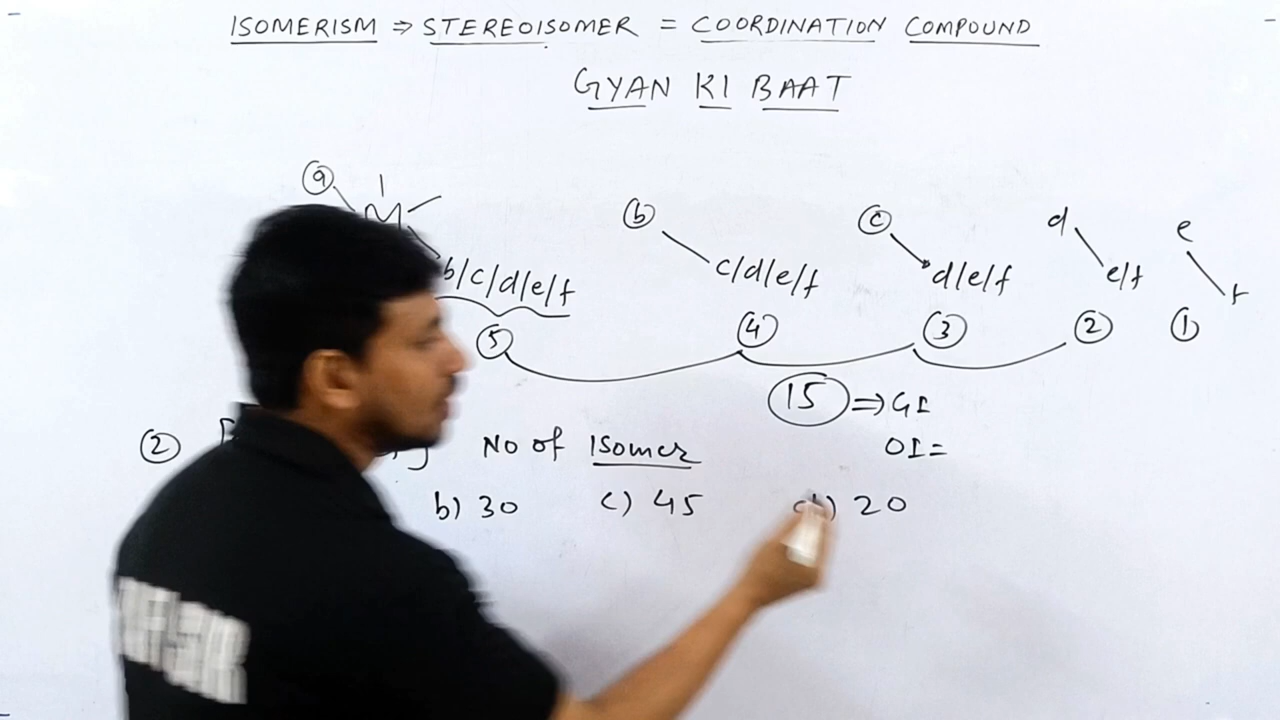 ISOMERISM ⇒ STEREOISOMER = COORDINATION COMPOUND
GYAN KI BAAT
a
M
b/c/d/e/f
5
b
c/d/e/f
4
c
d/e/f
3
d
e/f
2
e
f
1
15 ⇒ GI
OI =
2 [ ] No of Isomer
b) 30 c) 45 d) 20